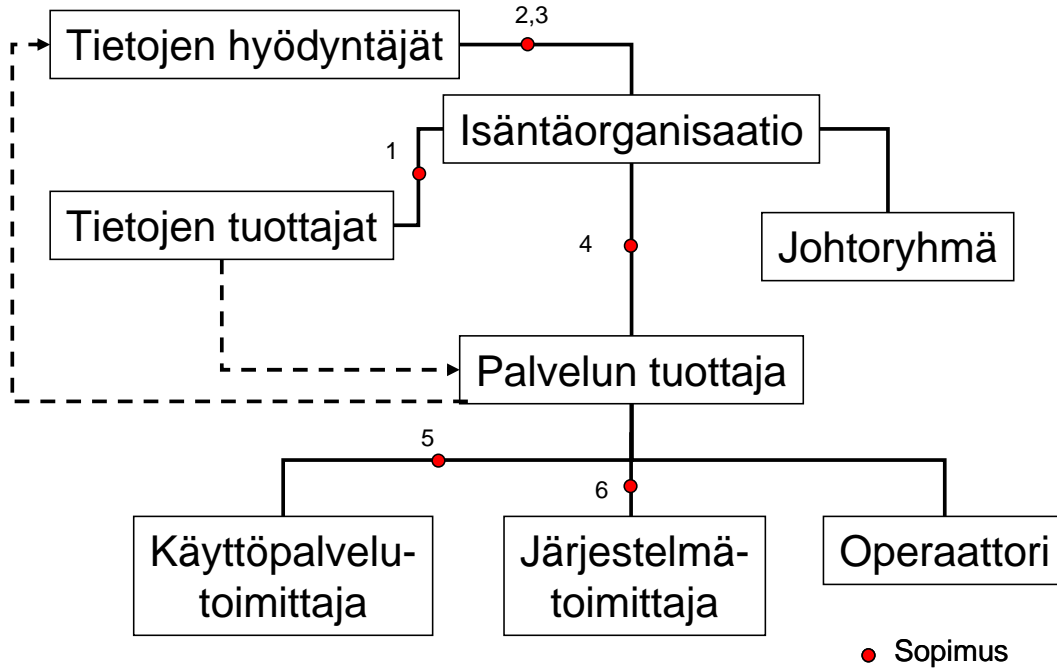 2,3
Tietojen hyödyntäjät
Isäntäorganisaatio
1
Tietojen tuottajat
4
Johtoryhmä
Palvelun tuottaja
5
6
Käyttöpalvelu-
toimittaja
Järjestelmä-
toimittaja
Operaattori
Sopimus